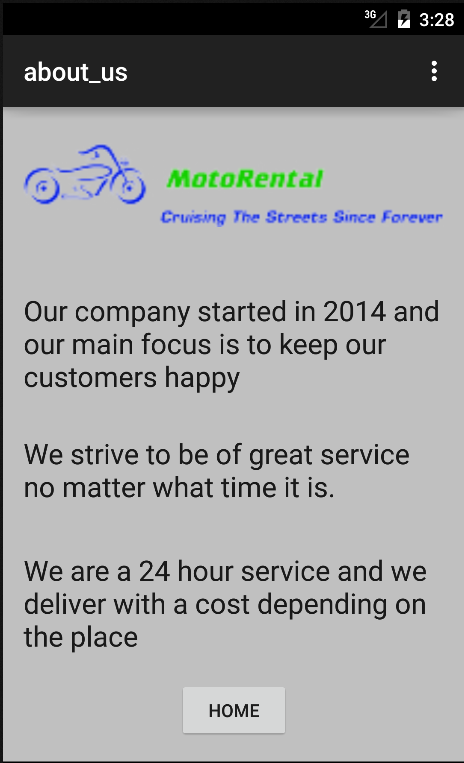 3G 3:28
about_us
MotoRental
Cruising The Streets Since Forever
Our company started in 2014 and
our main focus is to keep our
customers happy
We strive to be of great service
no matter what time it is.
We are a 24 hour service and we
deliver with a cost depending on
the place
HOME